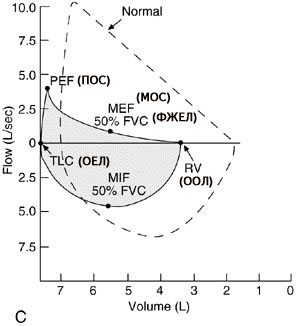 10.0
Normal
7.5
PEF (ПОС)
5.0
MEF (МОС)
50% FVC (ФЖЕЛ)
2.5
Flow (L/sec)
0
TLC (ОЕЛ)
RV
(ООЛ)
2.5
MIF
50% FVC
5.0
7.5
7 6 5 4 3 2 1 0
C
Volume (L)